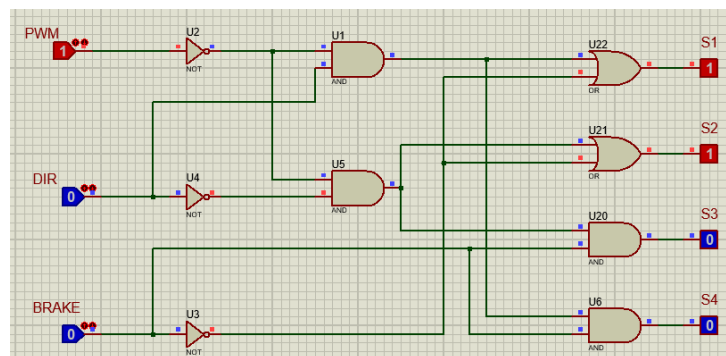 PWM
1
U2
NOT
U1
AND
U22
OR
S1
1
U21
OR
S2
1
DIR
0
U4
NOT
U5
AND
U20
AND
S3
0
BRAKE
0
U3
NOT
U6
AND
S4
0